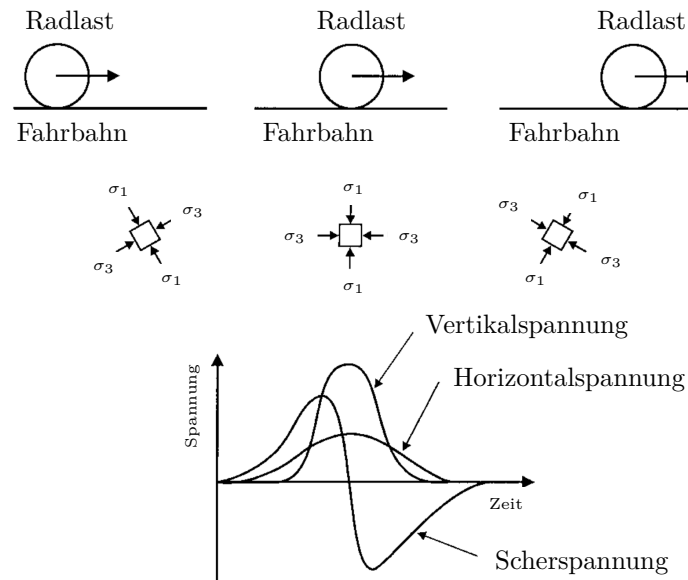 Radlast Radlast Radlast
Fahrbahn Fahrbahn Fahrbahn
σ1 σ3 σ3 σ1
σ1 σ3 σ3 σ1
σ3 σ1 σ1 σ3
Vertikalspannung
Horizontalspannung
Spannung
Zeit
Scherspannung